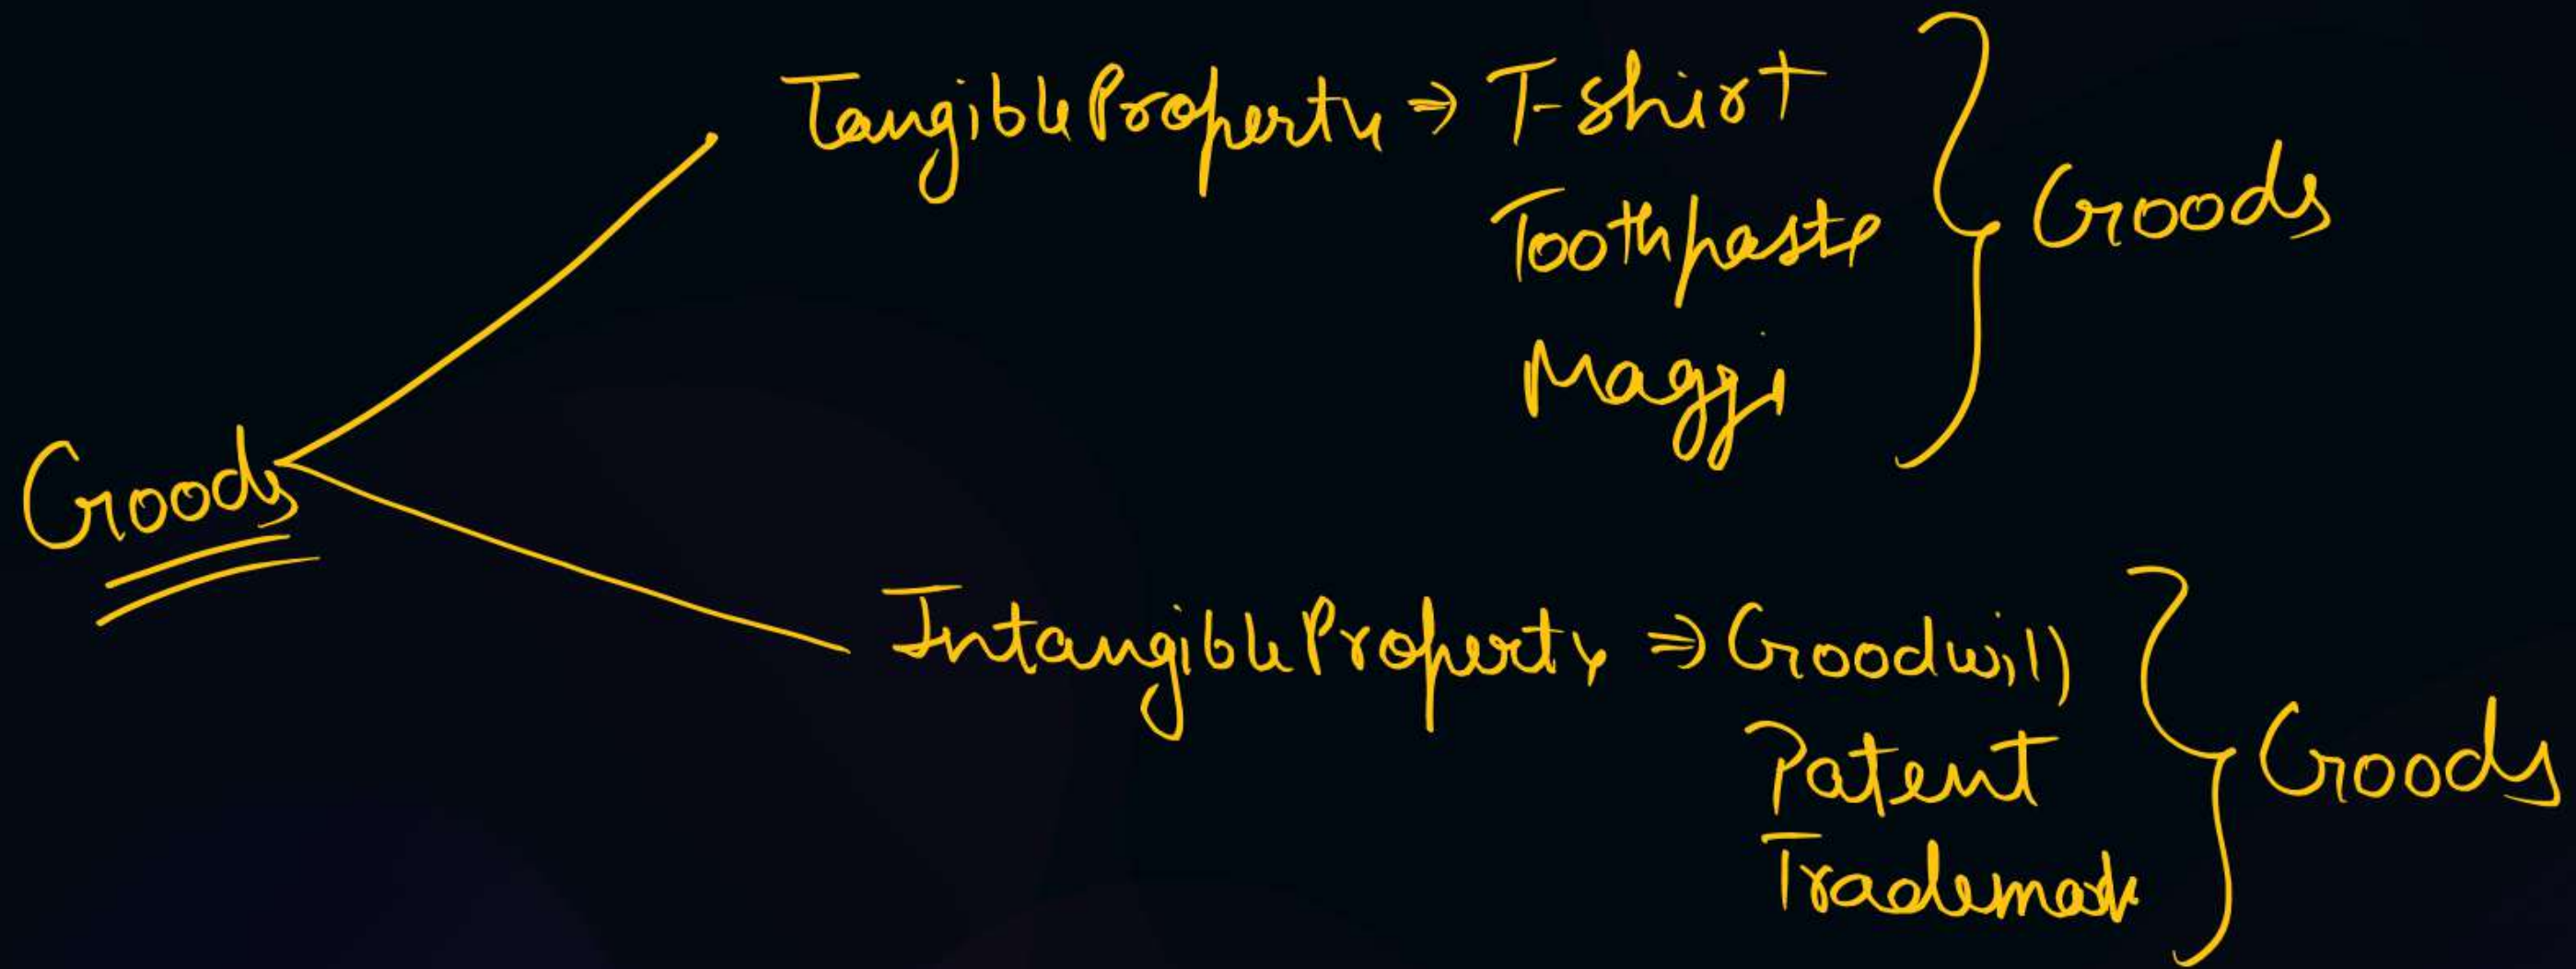 Tangible Property ⇒ T-shirt
Toothpaste
Maggi
Goods
Goods
Intangible Property ⇒ Goodwill
Patent
Trademark
Goods